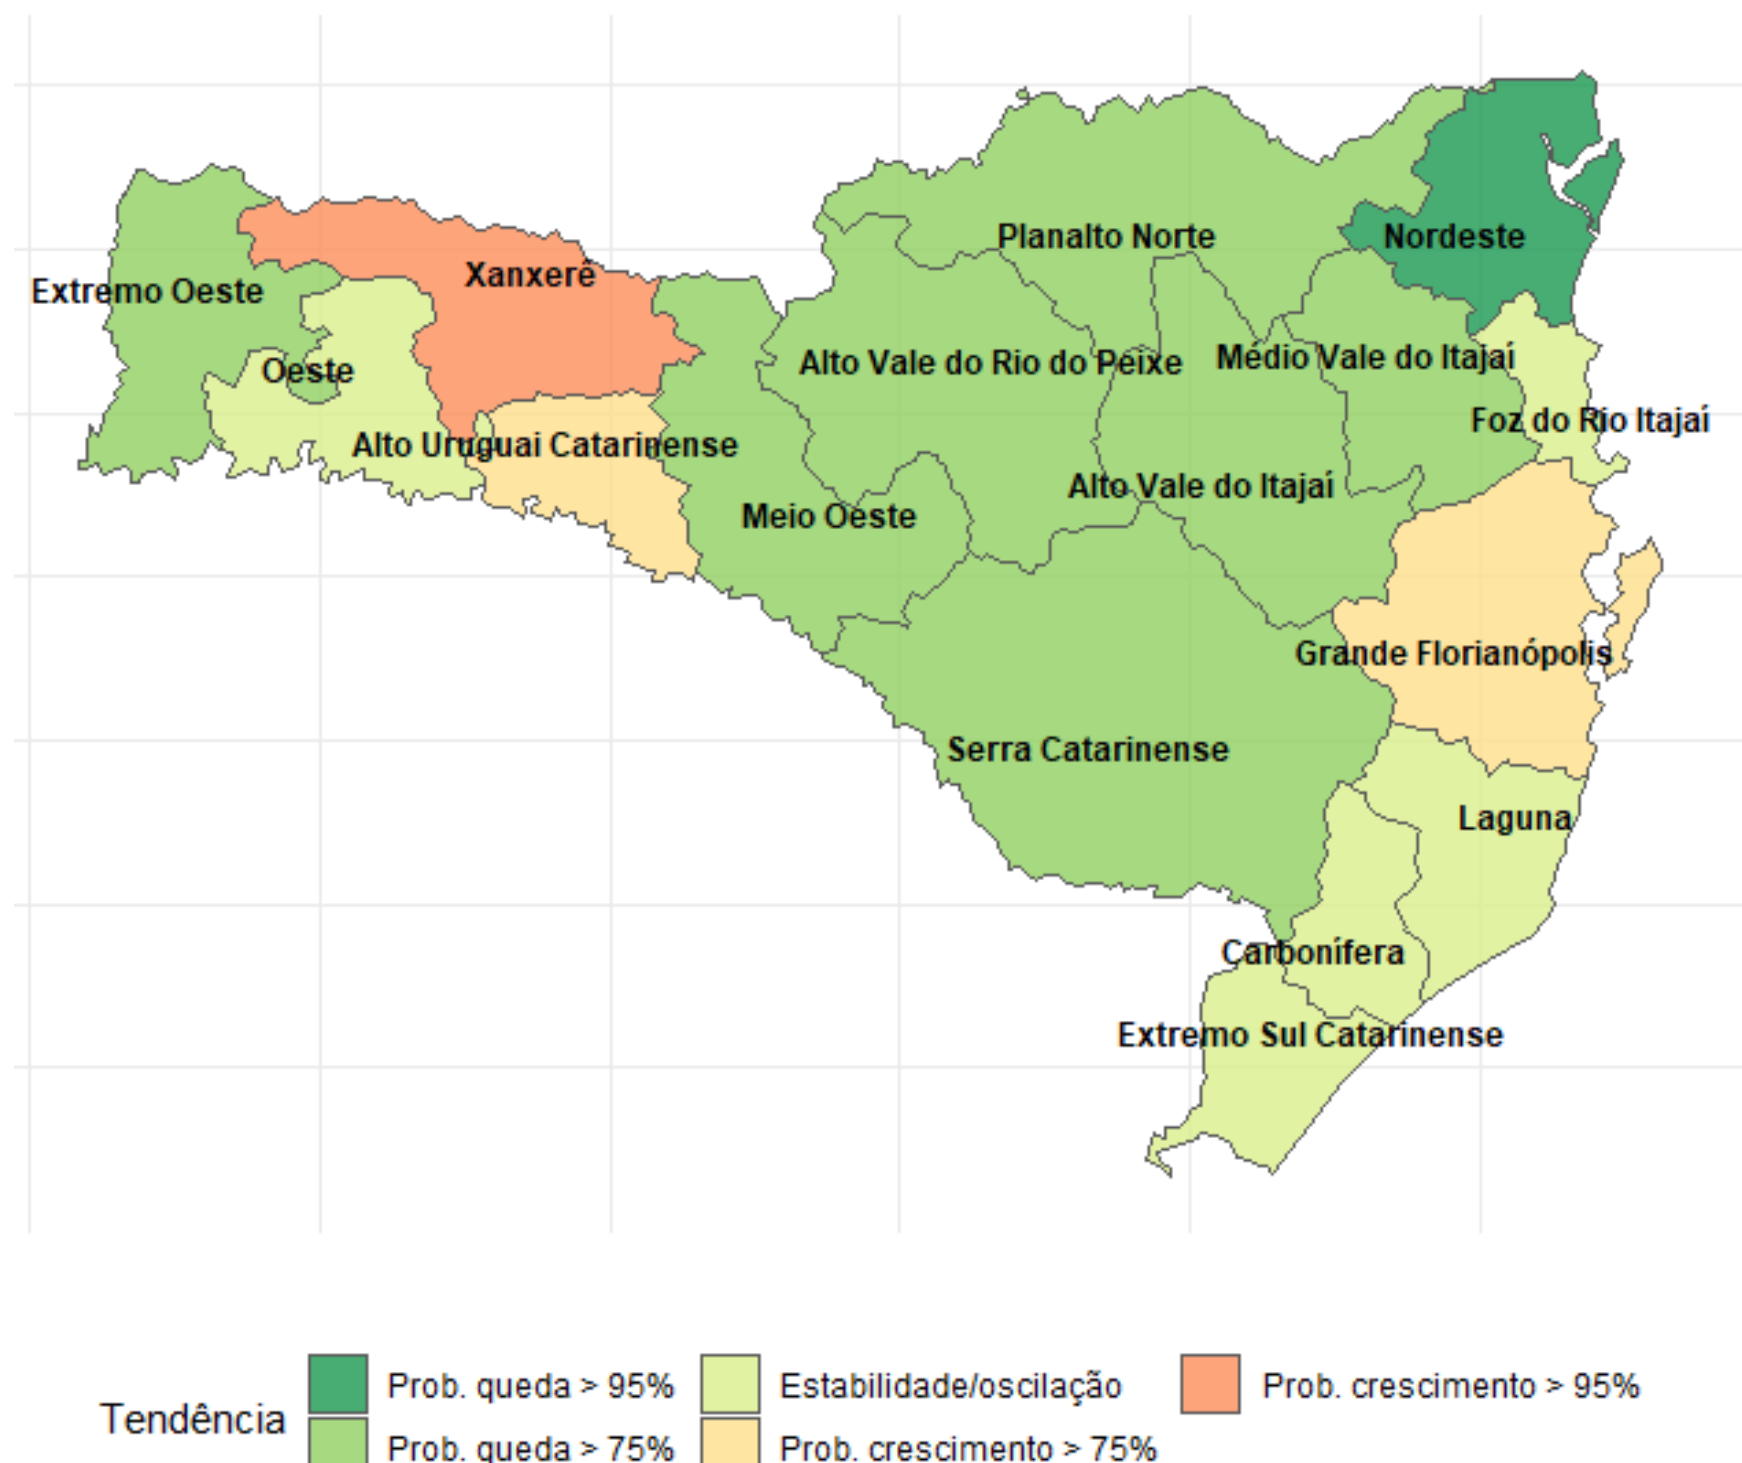 Planalto Norte
Nordeste
Xanxerê
Extremo Oeste
Alto Vale do Rio do Peixe
Médio Vale do Itajaí
Oeste
Foz do Rio Itajaí
Alto Uruguai Catarinense
Alto Vale do Itajaí
Meio Oeste
Grande Florianópolis
Serra Catarinense
Laguna
Carbonífera
Extremo Sul Catarinense
Tendência
Prob. queda > 95%
Prob. queda > 75%
Estabilidade/oscilação
Prob. crescimento > 75%
Prob. crescimento > 95%